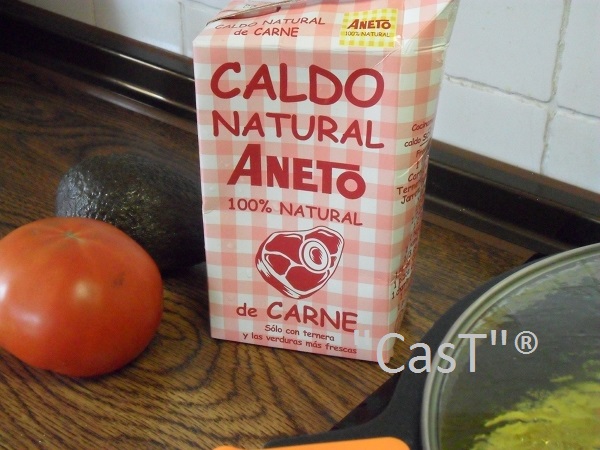 CALDO NATURAL
de CARNE
ANETO
100% NATURAL
CALDO
NATURAL
ANETO
100% NATURAL
de CARNE
Sólo con ternera
y las verduras más frescas
"CasT"®